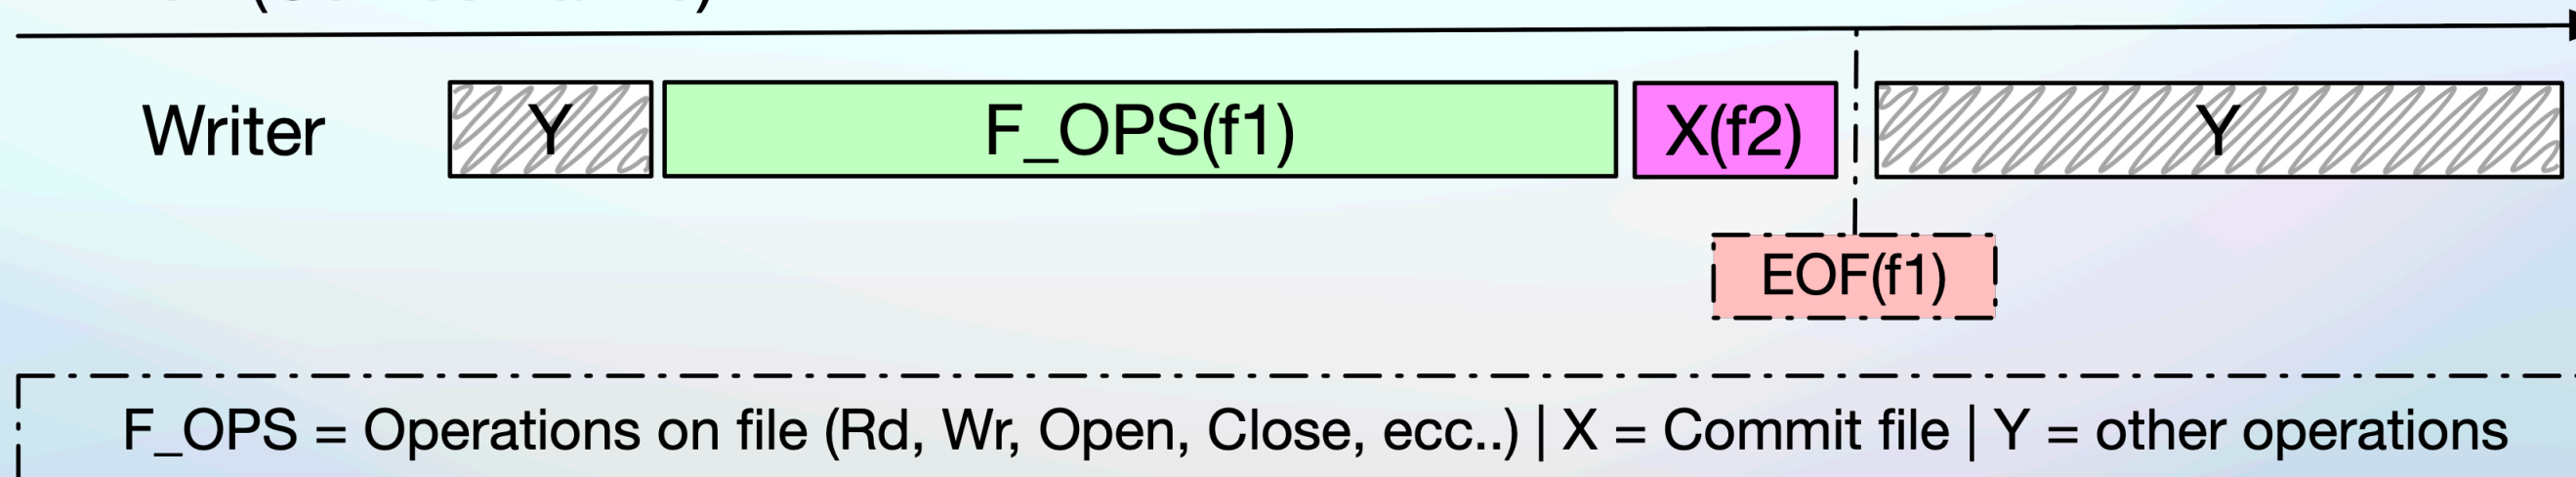 Writer
Y
F_OPS(f1)
X(f2)
Y
EOF(f1)
F_OPS = Operations on file (Rd, Wr, Open, Close, ecc..) | X = Commit file | Y = other operations